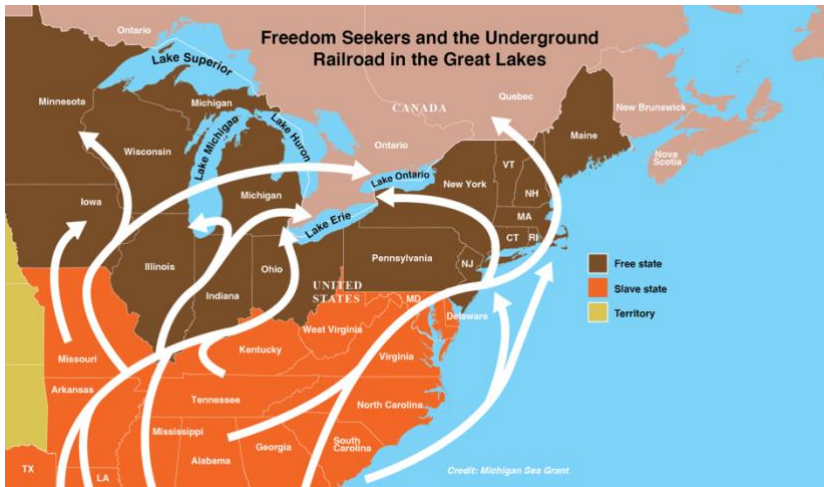 Freedom Seekers and the Underground
Railroad in the Great Lakes
Ontario
Lake Superior
Minnesota
Michigan
CANADA
Quebec
New Brunswick
Wisconsin
Lake Michigan
Lake Huron
Ontario
Maine
Nova
Scotia
VT
Lake Ontario
New York
NH
Iowa
Michigan
MA
Lake Erie
CT
RI
Illinois
Ohio
Pennsylvania
NJ
Free state
Indiana
UNITED
STATES
Slave state
MD
Delaware
Territory
West Virginia
Missouri
Kentucky
Virginia
Arkansas
Tennessee
North Carolina
Mississippi
South
Carolina
Alabama
Georgia
TX
LA
Credit: Michigan Sea Grant